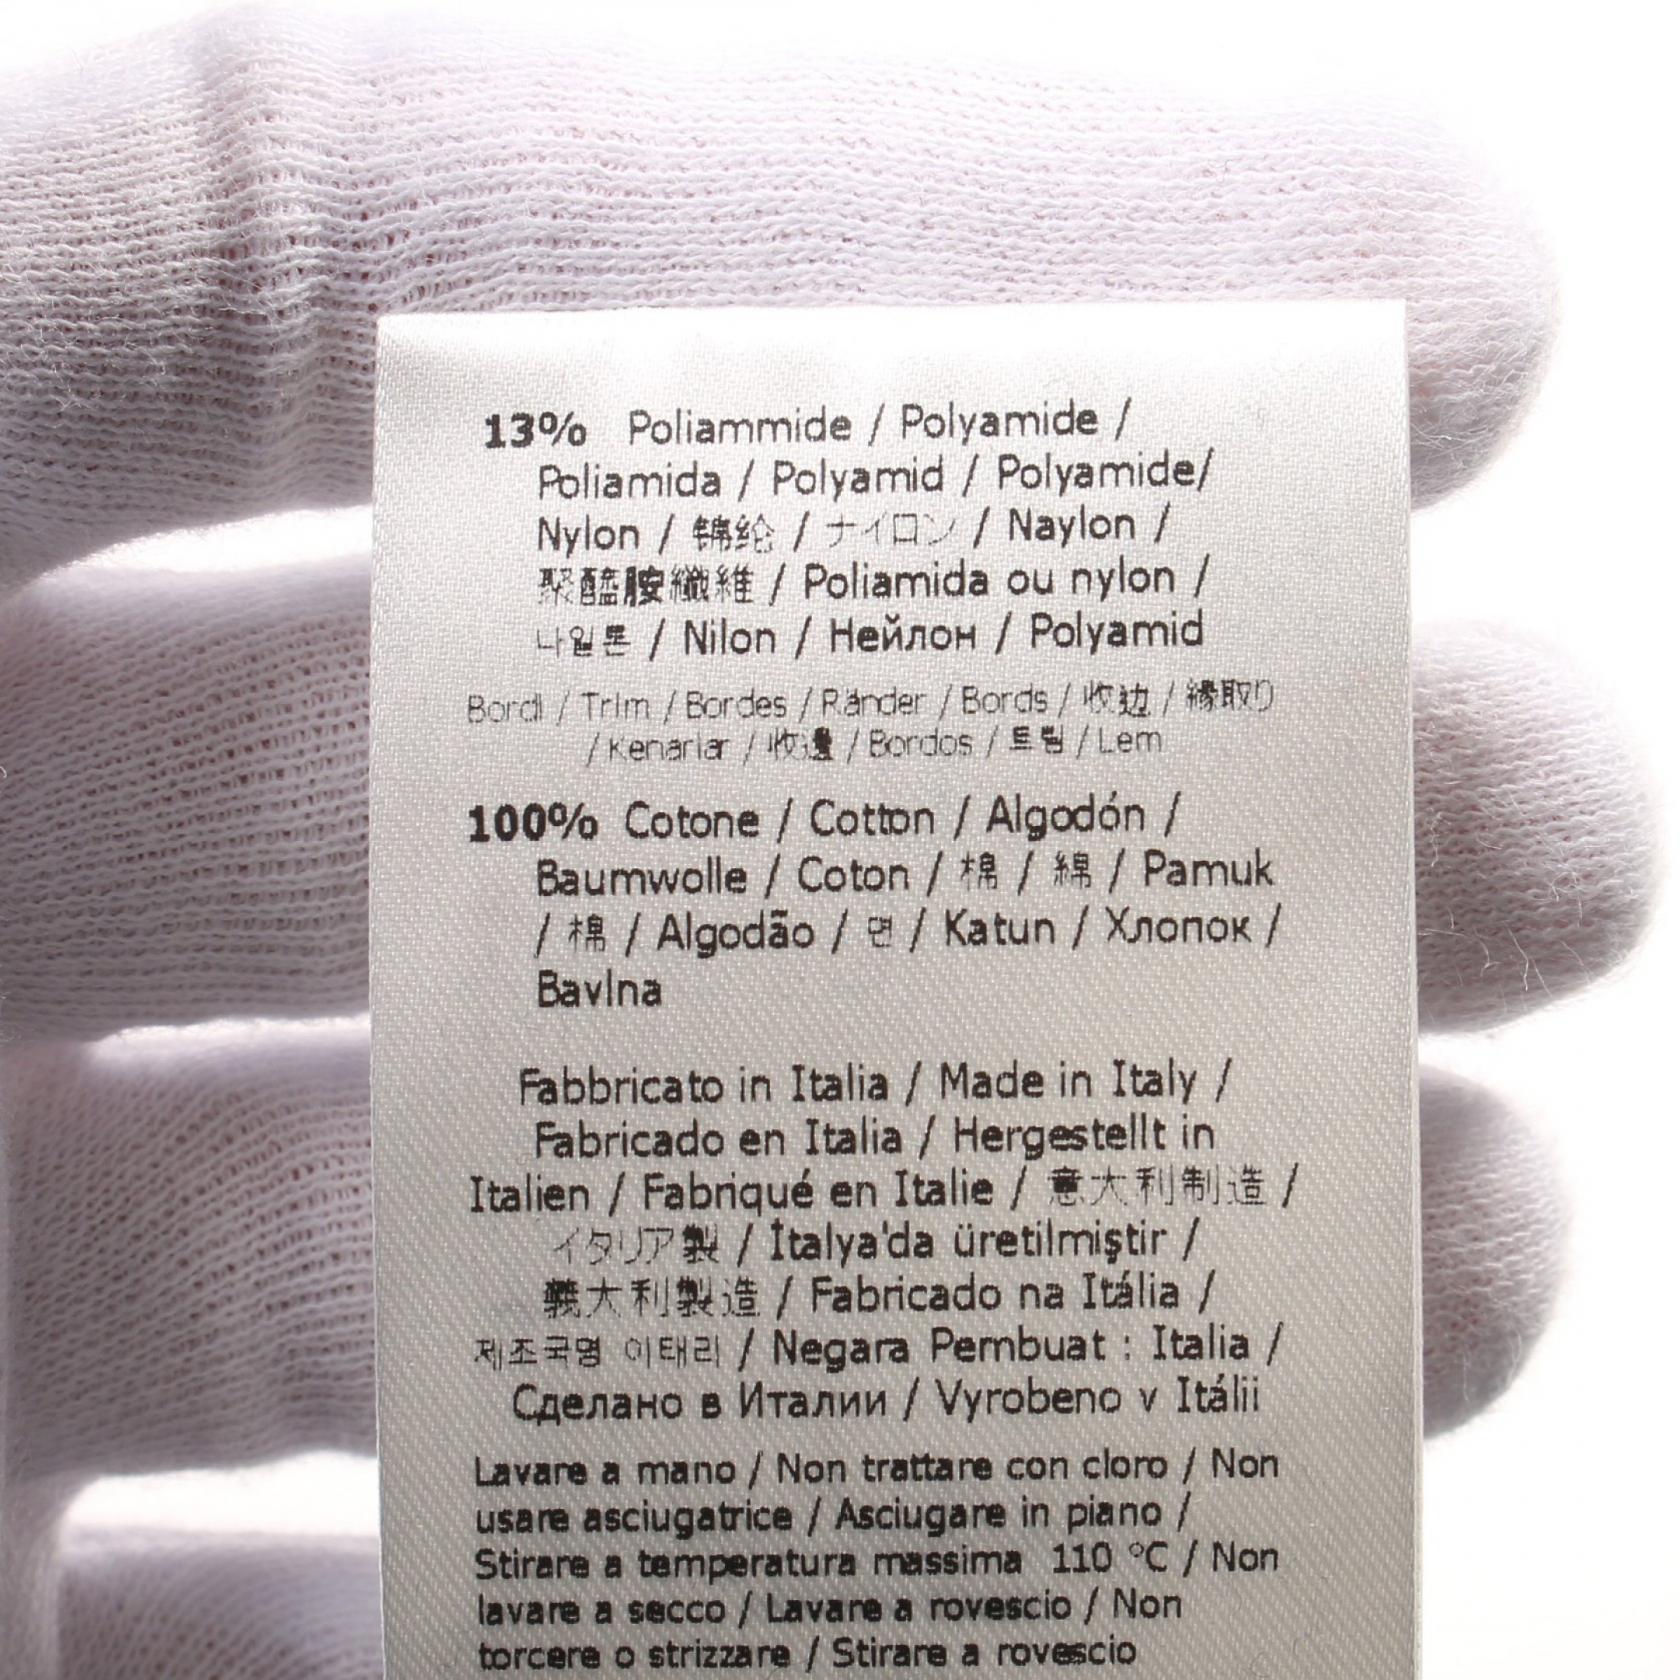 13% Poliammide / Polyamide /
Poliamida / Polyamid / Polyamide/
Nylon / 锦纶 / ナイロン / Naylon /
聚醯胺纖維 / Poliamida ou nylon /
나일론 / Nilon / Нейлон / Polyamid
Bordi / Trim / Bordes / Ränder / Bords / 收边 / 縁取り
/ Kenarlar / 收邊 / Bordos / 트림 / Lem
100% Cotone / Cotton / Algodón /
Baumwolle / Coton / 棉 / 綿 / Pamuk
/ 棉 / Algodão / 면 / Katun / Хлопок /
Bavlna
Fabbricato in Italia / Made in Italy /
Fabricado en Italia / Hergestellt in
Italien / Fabriqué en Italie / 意大利制造 /
イタリア製 / İtalya'da üretilmiştir /
義大利製造 / Fabricado na Itália /
제조국명 이태리 / Negara Pembuat : Italia /
Сделано в Италии / Vyrobeno v Itálii
Lavare a mano / Non trattare con cloro / Non
usare asciugatrice / Asciugare in piano /
Stirare a temperatura massima 110 °C / Non
lavare a secco / Lavare a rovescio / Non
torcere o strizzare / Stirare a rovescio